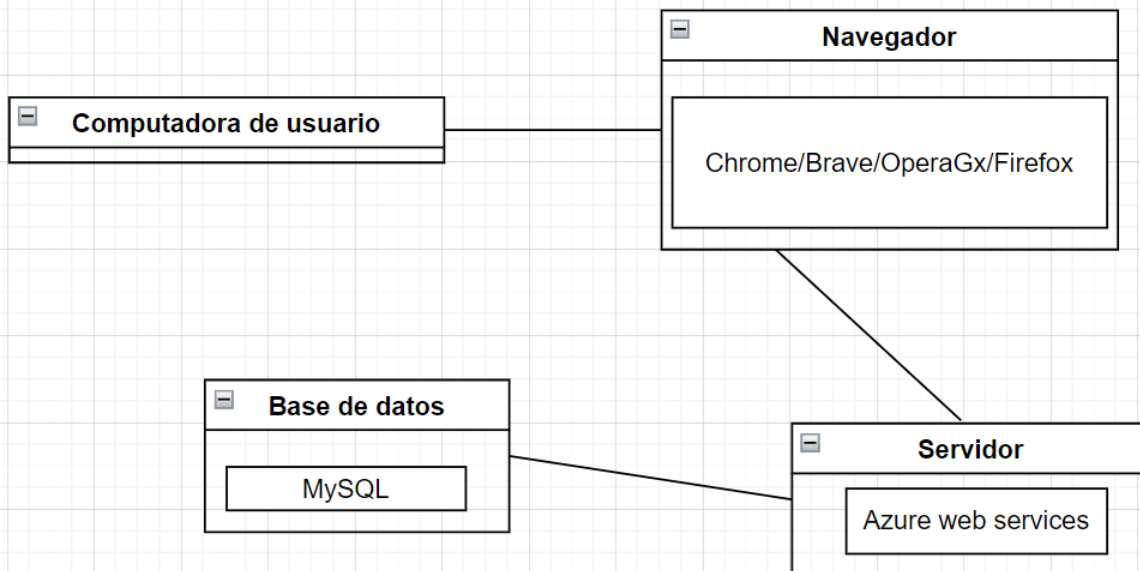 Navegador
Computadora de usuario
Chrome/Brave/OperaGx/Firefox
Base de datos
MySQL
Servidor
Azure web services